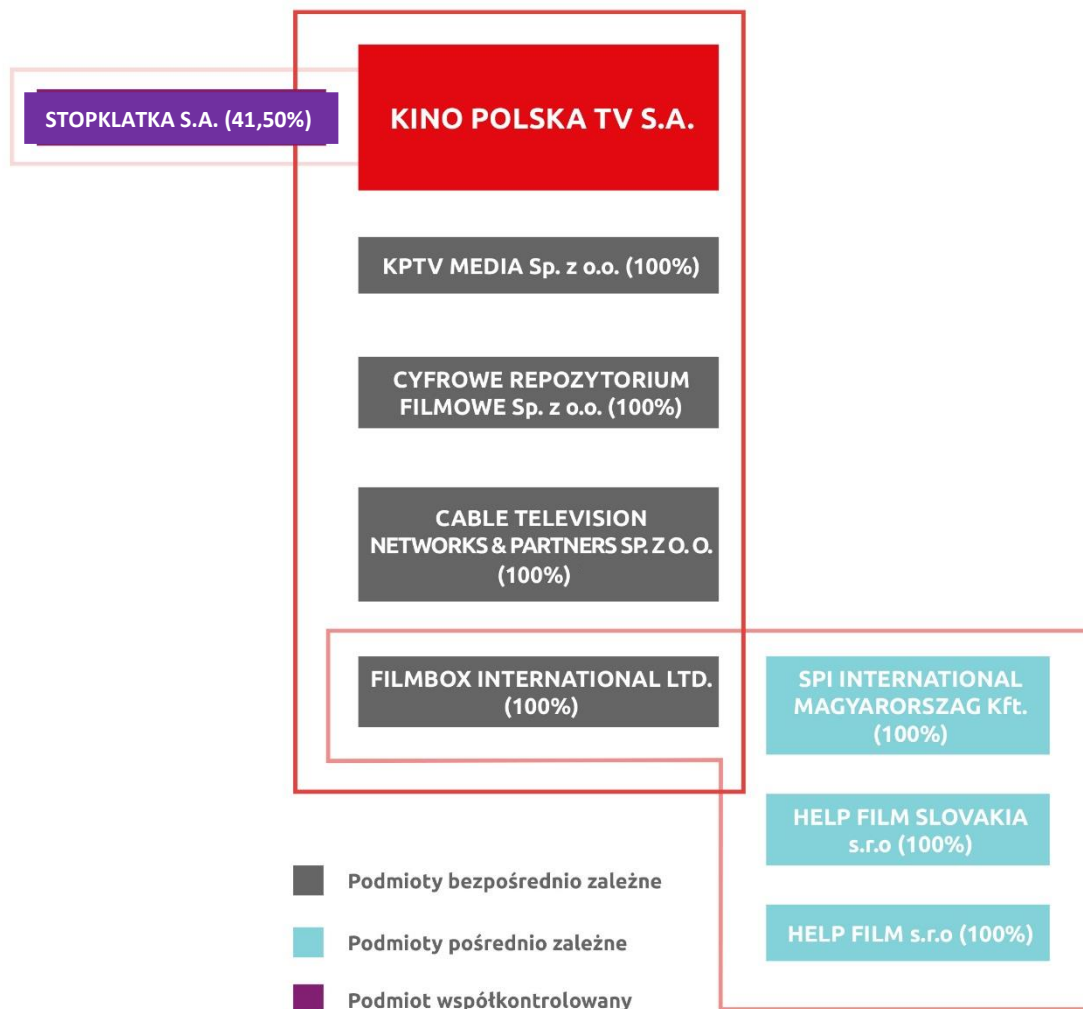 STOPKLATKA S.A. (41,50%)
KINO POLSKA TV S.A.
KPTV MEDIA Sp. z o.o. (100%)
CYFROWE REPOZYTORIUM
FILMOWE Sp. z o.o. (100%)
CABLE TELEVISION
NETWORKS & PARTNERS SP. Z O. O.
(100%)
FILMBOX INTERNATIONAL LTD.
(100%)
SPI INTERNATIONAL
MAGYARORSZAG Kft.
(100%)
HELP FILM SLOVAKIA
s.r.o (100%)
HELP FILM s.r.o (100%)
Podmioty bezpośrednio zależne
Podmioty pośrednio zależne
Podmiot współkontrolowany